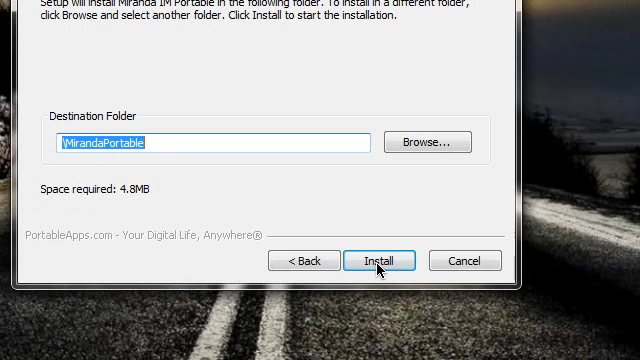 Setup will install Miranda IM Portable in the following folder. To install in a different folder,
click Browse and select another folder. Click Install to start the installation.
Destination Folder
\MirandaPortable
Browse...
Space required: 4.8MB
PortableApps.com - Your Digital Life, Anywhere®
< Back
Install
Cancel